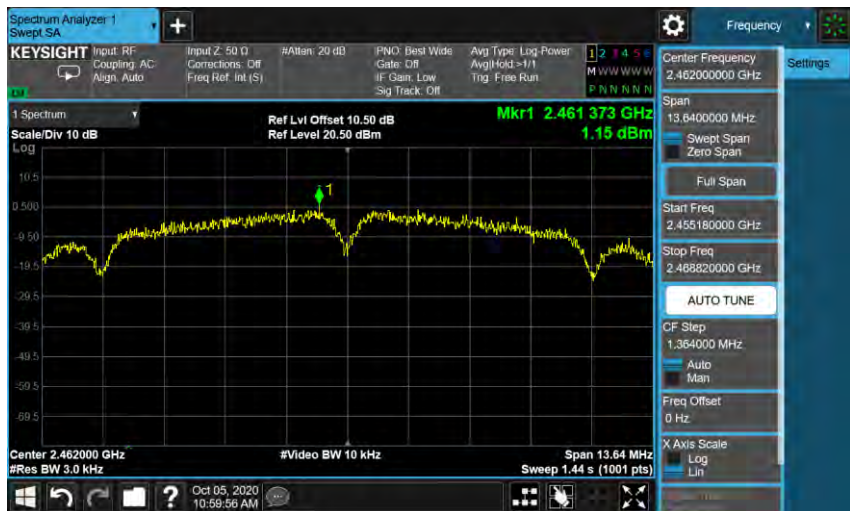 Spectrum Analyzer 1
Swept SA
Frequency
KEYSIGHT
Input: RF
Coupling: AC
Align: Auto
Input Z: 50 Ω
Corrections: Off
Freq Ref: Int (S)
#Atten: 20 dB
PNO: Best Wide
Gate: Off
IF Gain: Low
Sig Track: Off
Avg Type: Log-Power
Avg|Hold:>1/1
Trig: Free Run
1 2 3 4 5 6
M W W W W W
P N N N N N
1 Spectrum
Scale/Div 10 dB
Ref Lvl Offset 10.50 dB
Ref Level 20.50 dBm
Mkr1 2.461 373 GHz
1.15 dBm
Log
10.5
0.500
-9.50
-19.5
-29.5
-39.5
-49.5
-59.5
-69.5
1
Center 2.462000 GHz
#Res BW 3.0 kHz
#Video BW 10 kHz
Span 13.64 MHz
Sweep 1.44 s (1001 pts)
Center Frequency
2.462000000 GHz
Settings
Span
13.6400000 MHz
Swept Span
Zero Span
Full Span
Start Freq
2.455180000 GHz
Stop Freq
2.468820000 GHz
AUTO TUNE
CF Step
1.364000 MHz
Auto
Man
Freq Offset
0 Hz
X Axis Scale
Log
Lin
?
Oct 05, 2020
10:59:56 AM